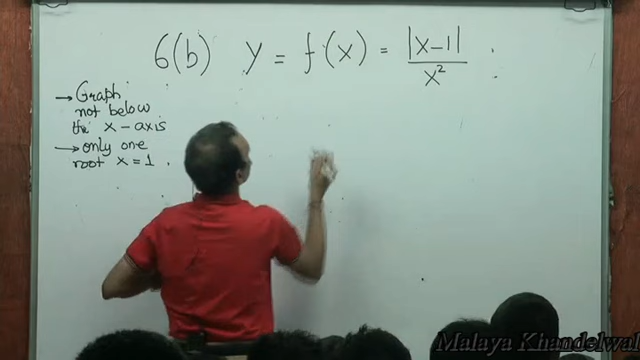 6(b) y = f(x) = |x-1| / x²
→ Graph
not below
the x-axis
→ only one
root x = 1.
Malaya Khandelwal